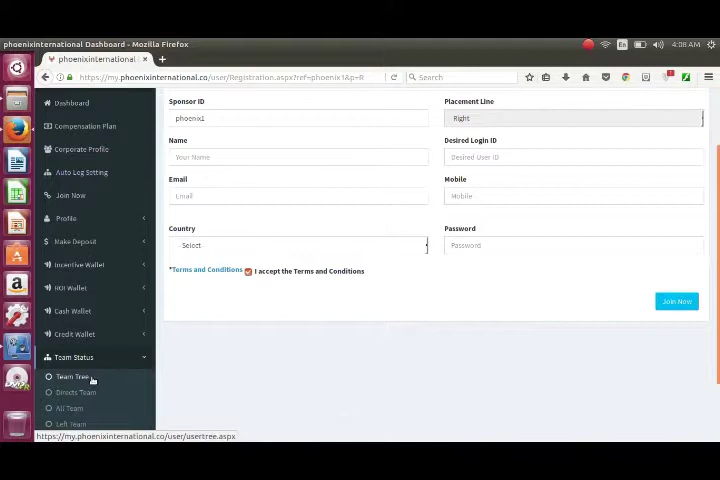 phoenixinternational Dashboard - Mozilla Firefox
En
4:08 AM
phoenixinternational D
https://my.phoenixinternational.co/user/Registration.aspx?ref=phoenix1&p=R
Search
Dashboard
Compensation Plan
Corporate Profile
Auto Leg Setting
Join Now
Profile
Make Deposit
Incentive Wallet
ROI Wallet
Cash Wallet
Credit Wallet
Team Status
Team Tree
Directs Team
All Team
Left Team
Sponsor ID
Placement Line
phoenix1
Right
Name
Desired Login ID
Your Name
Desired User ID
Email
Mobile
Email
Mobile
Country
Password
-Select-
Password
*Terms and Conditions I accept the Terms and Conditions
Join Now
https://my.phoenixinternational.co/user/usertree.aspx